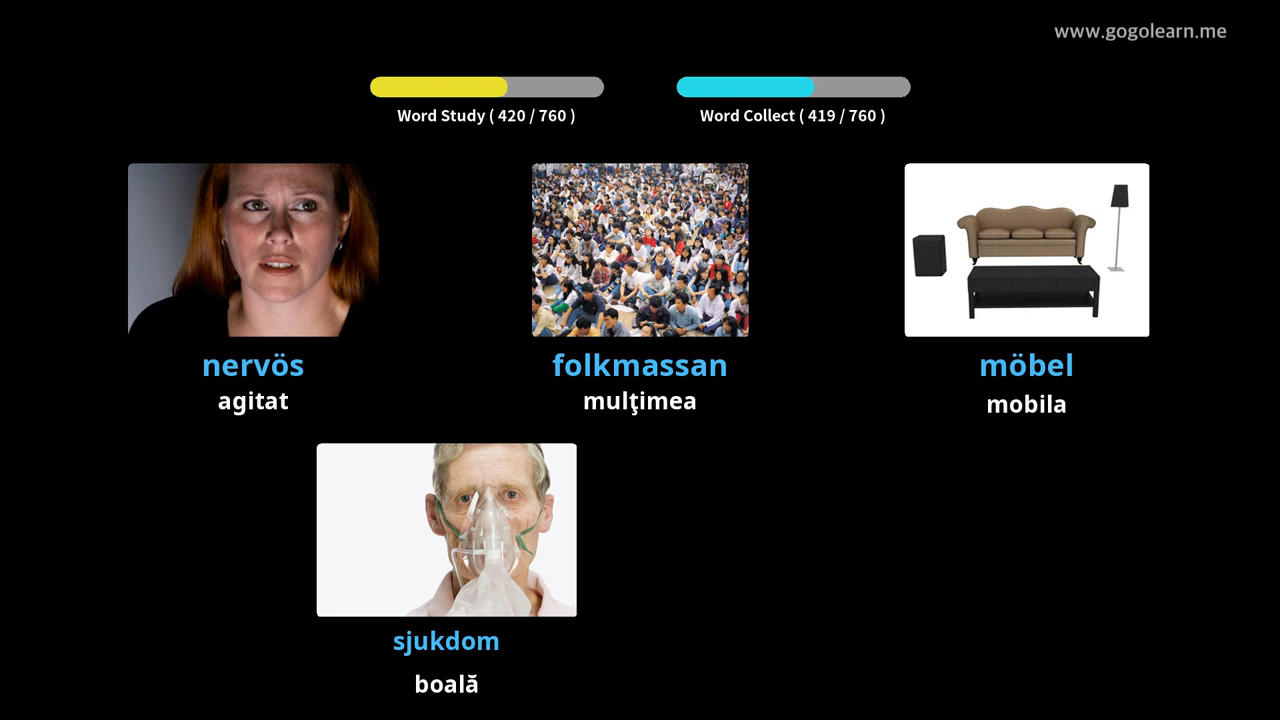 www.gogolearn.me
Word Study ( 420 / 760 )
Word Collect ( 419 / 760 )
nervös
agitat
folkmassan
mulţimea
möbel
mobila
sjukdom
boală